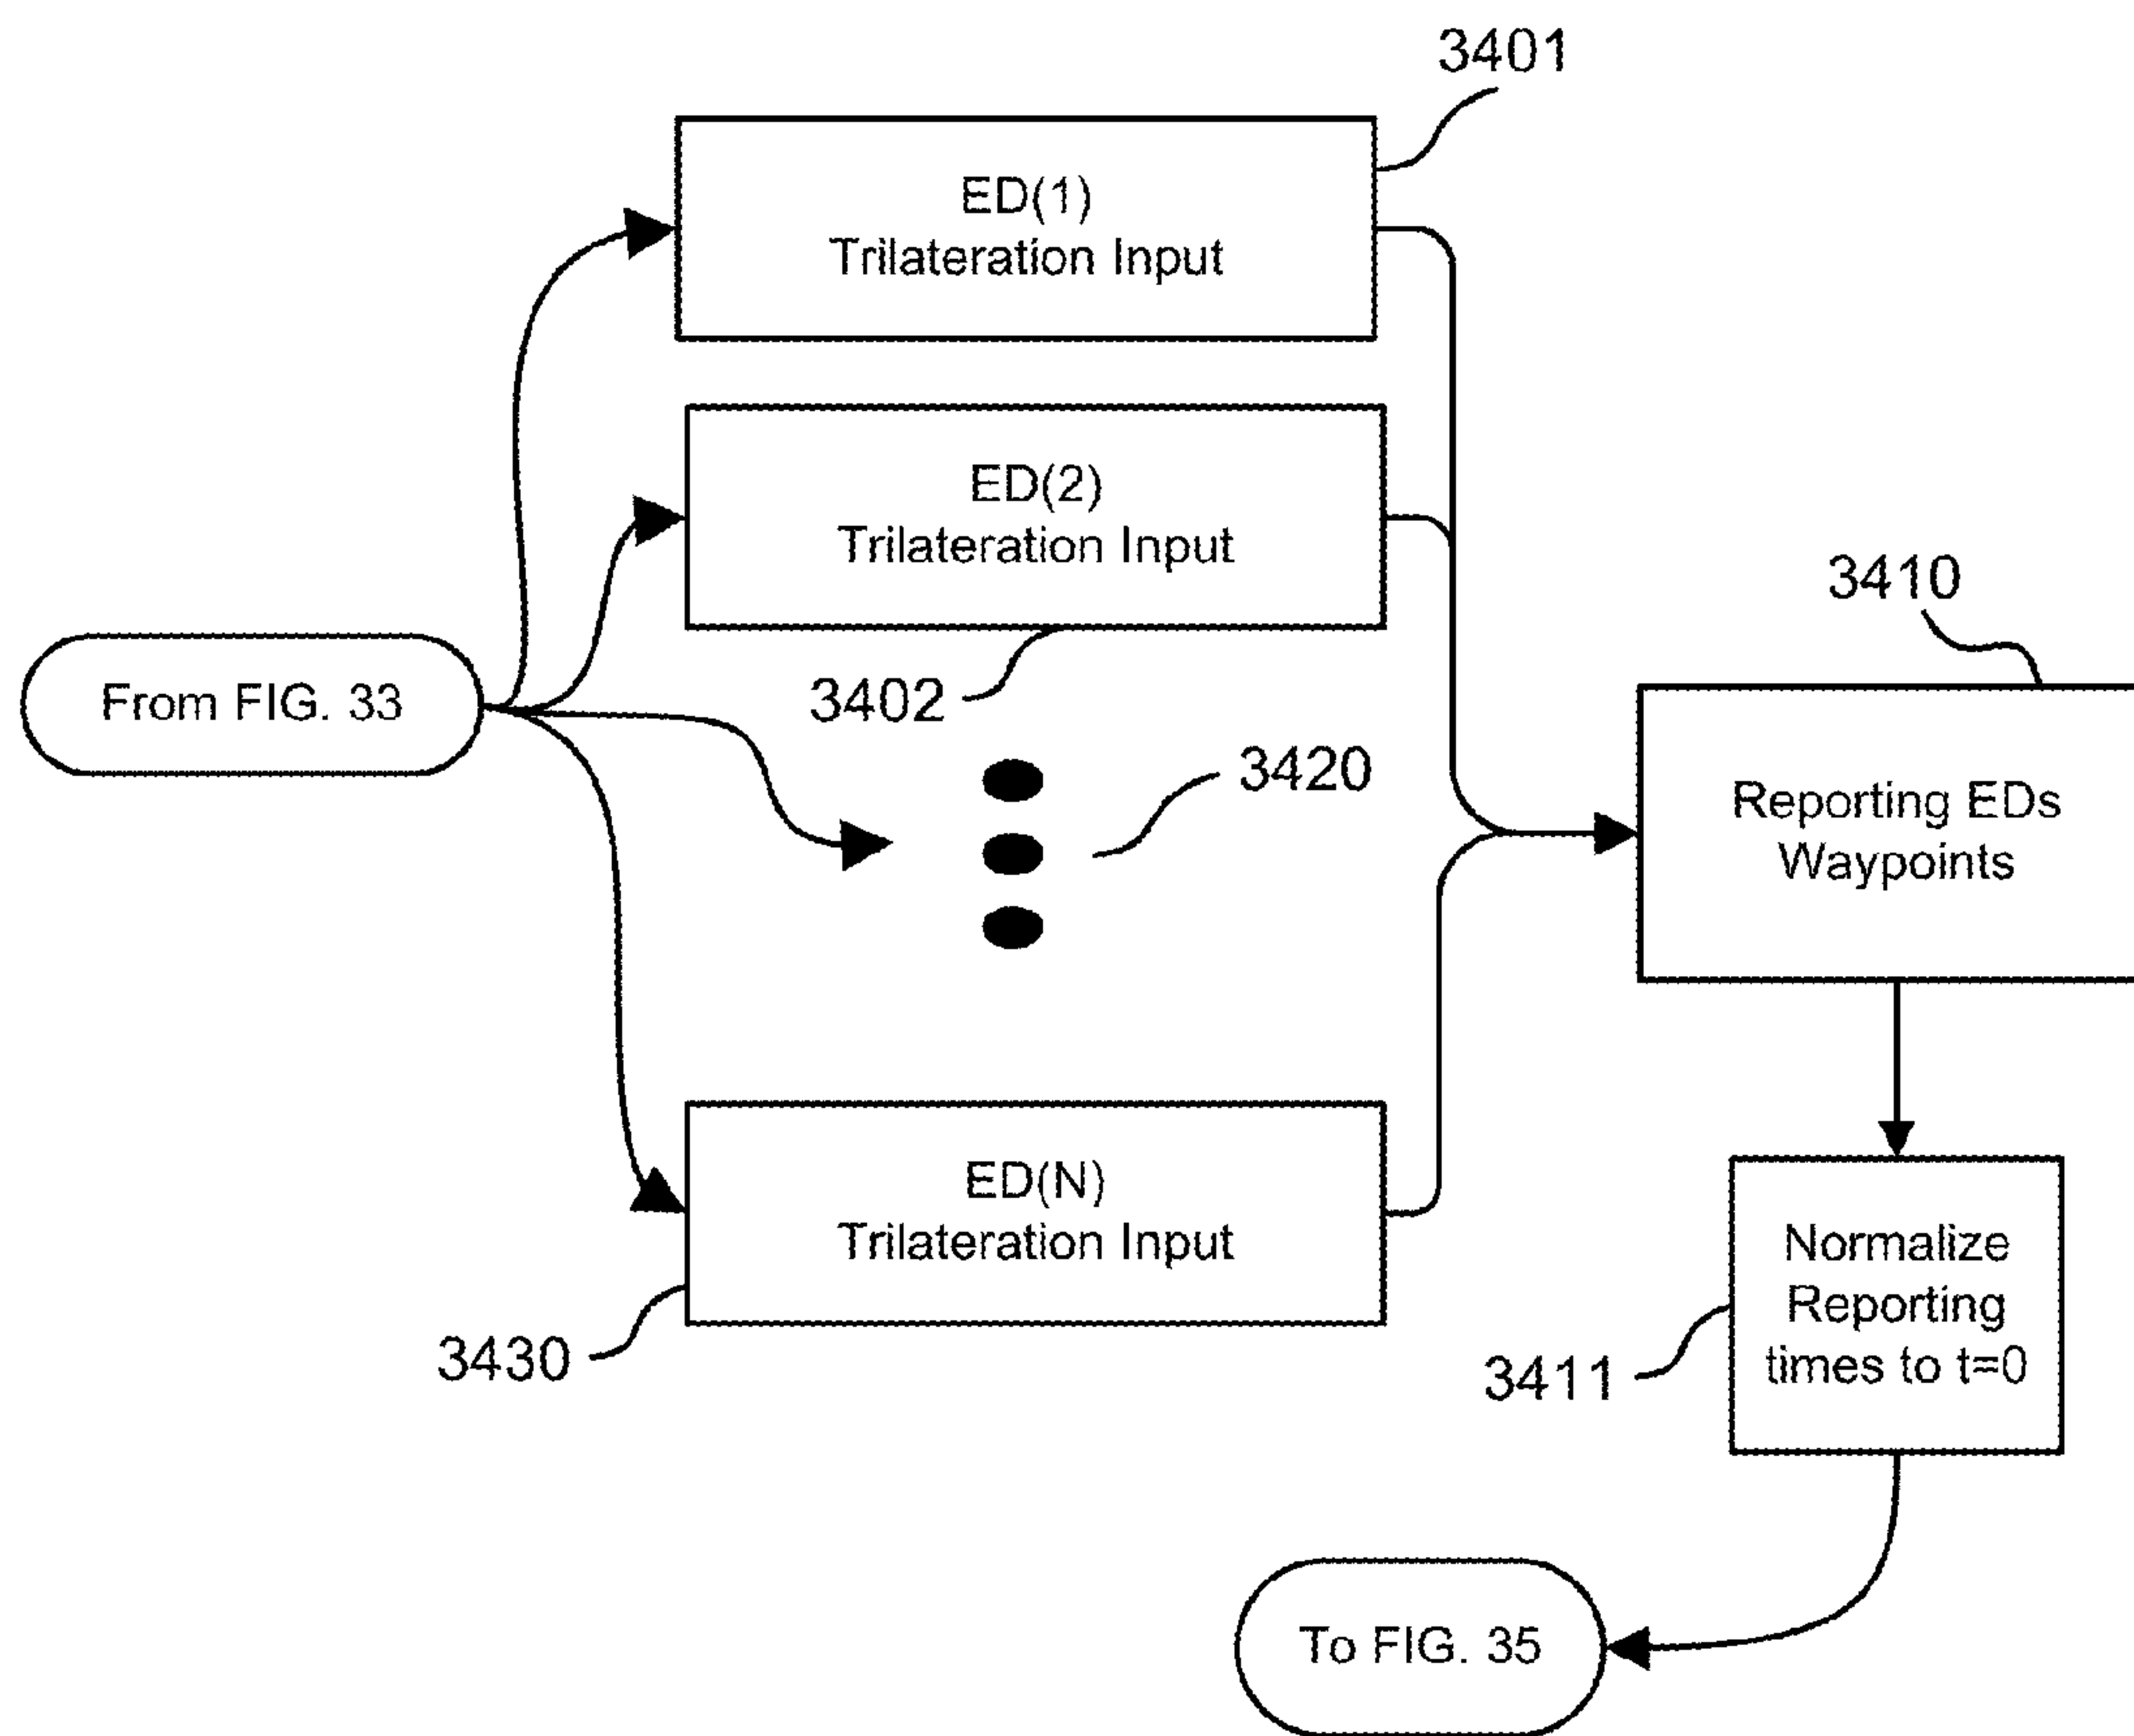 3401
ED(1)
Trilateration Input
ED(2)
Trilateration Input
3402
From FIG. 33
3420
3410
Reporting EDs
Waypoints
ED(N)
Trilateration Input
3430
Normalize
Reporting
times to t=0
3411
To FIG. 35